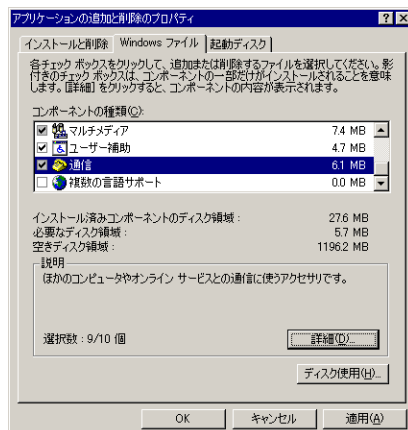 アプリケーションの追加と削除のプロパティ
インストールと削除 Windows ファイル 起動ディスク
各チェック ボックスをクリックして、追加または削除するファイルを選択してください。影
付きのチェック ボックスは、コンポーネントの一部だけがインストールされることを意味
します。[詳細] をクリックすると、コンポーネントの内容が表示されます。
コンポーネントの種類(C):
マルチメディア 7.4 MB
ユーザー補助 4.7 MB
通信 6.1 MB
複数の言語サポート 0.0 MB
インストール済みコンポーネントのディスク領域 : 27.6 MB
必要なディスク領域 : 5.7 MB
空きディスク領域 : 1196.2 MB
説明
ほかのコンピュータやオンライン サービスとの通信に使うアクセサリです。
選択数 : 9/10 個
詳細(D)...
ディスク使用(H)...
OK キャンセル 適用(A)